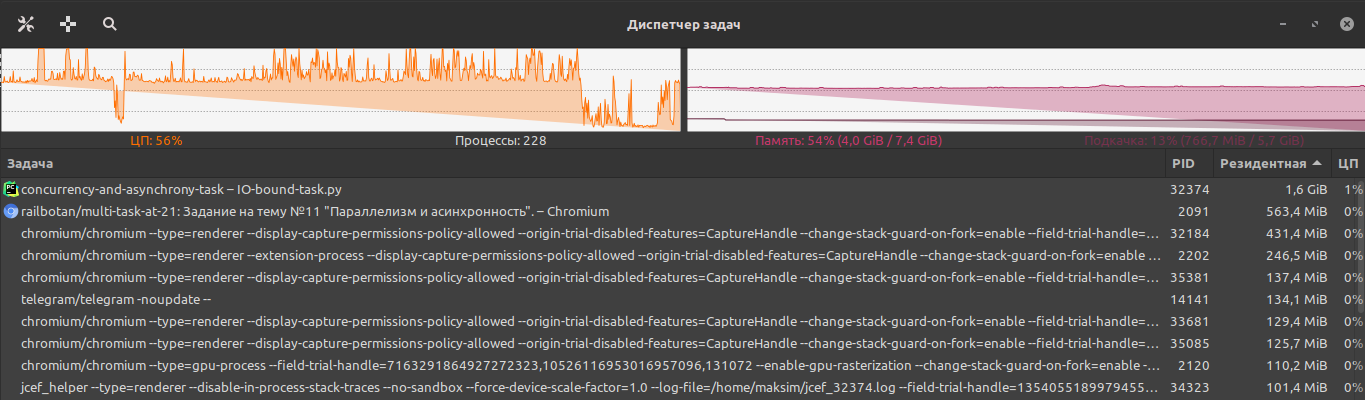 Диспетчер задач
ЦП: 56% Процессы: 228 Память: 54% (4,0 GiB / 7,4 GiB) Подкачка: 13% (766,7 MiB / 5,7 GiB)
Задача PID Резидентная ЦП
concurrency-and-asynchrony-task – IO-bound-task.py 32374 1,6 GiB 1%
railbotan/multi-task-at-21: Задание на тему №11 "Параллелизм и асинхронность". – Chromium 2091 563,4 MiB 0%
chromium/chromium --type=renderer --display-capture-permissions-policy-allowed --origin-trial-disabled-features=CaptureHandle --change-stack-guard-on-fork=enable --field-trial-handle=… 32184 431,4 MiB 0%
chromium/chromium --type=renderer --extension-process --display-capture-permissions-policy-allowed --origin-trial-disabled-features=CaptureHandle --change-stack-guard-on-fork=enable … 2202 246,5 MiB 0%
chromium/chromium --type=renderer --display-capture-permissions-policy-allowed --origin-trial-disabled-features=CaptureHandle --change-stack-guard-on-fork=enable --field-trial-handle=… 35381 137,4 MiB 0%
telegram/telegram -noupdate -- 14141 134,1 MiB 0%
chromium/chromium --type=renderer --display-capture-permissions-policy-allowed --origin-trial-disabled-features=CaptureHandle --change-stack-guard-on-fork=enable --field-trial-handle=… 33681 129,4 MiB 0%
chromium/chromium --type=renderer --display-capture-permissions-policy-allowed --origin-trial-disabled-features=CaptureHandle --change-stack-guard-on-fork=enable --field-trial-handle=… 35085 125,7 MiB 0%
chromium/chromium --type=gpu-process --field-trial-handle=7163291864927272323,10526116953016957096,131072 --enable-gpu-rasterization --change-stack-guard-on-fork=enable -… 2120 110,2 MiB 0%
jcef_helper --type=renderer --disable-in-process-stack-traces --no-sandbox --force-device-scale-factor=1.0 --log-file=/home/maksim/jcef_32374.log --field-trial-handle=1354055189979455… 34323 101,4 MiB 0%